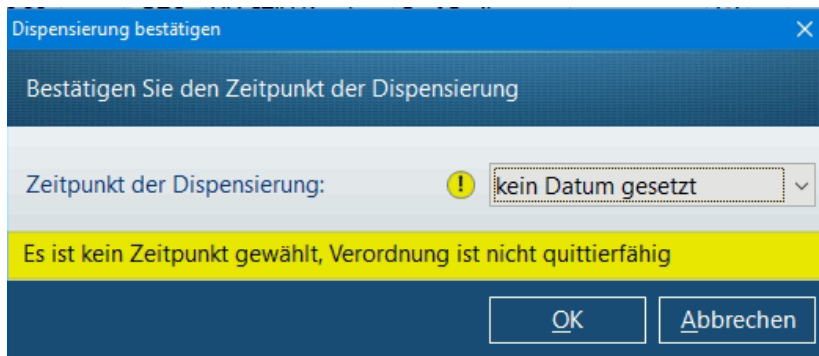 Dispensierung bestätigen
Bestätigen Sie den Zeitpunkt der Dispensierung
Zeitpunkt der Dispensierung: ! kein Datum gesetzt
Es ist kein Zeitpunkt gewählt, Verordnung ist nicht quittierfähig
OK Abbrechen